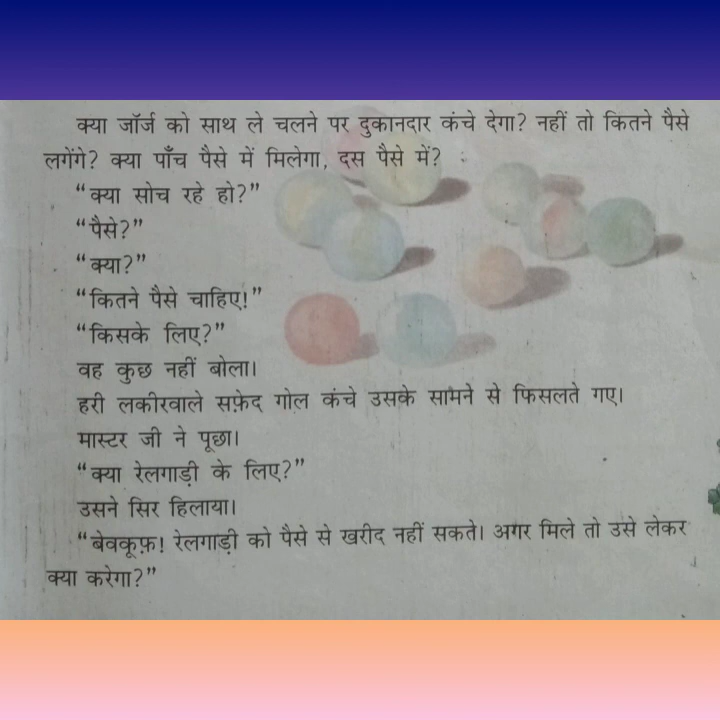 क्या जॉर्ज को साथ ले चलने पर दुकानदार कंचे देगा? नहीं तो कितने पैसे
लगेंगे? क्या पाँच पैसे में मिलेगा, दस पैसे में?
“क्या सोच रहे हो?”
“पैसे?”
“क्या?”
“कितने पैसे चाहिए!”
“किसके लिए?”
वह कुछ नहीं बोला।
हरी लकीरवाले सफ़ेद गोल कंचे उसके सामने से फिसलते गए।
मास्टर जी ने पूछा।
“क्या रेलगाड़ी के लिए?”
उसने सिर हिलाया।
“बेवकूफ़! रेलगाड़ी को पैसे से खरीद नहीं सकते। अगर मिले तो उसे लेकर
क्या करेगा?”